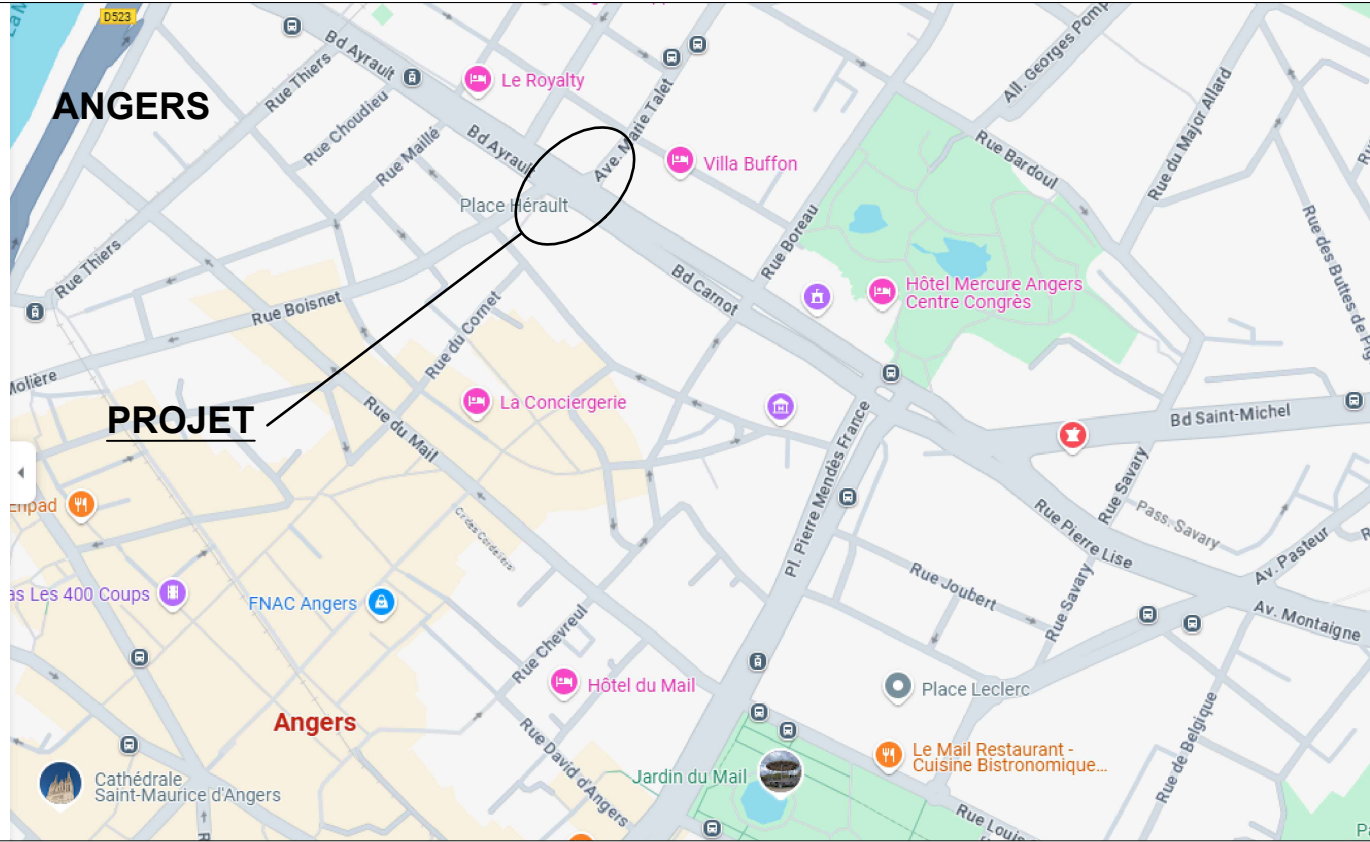 D523
Bd Ayrault
Le Royalty
All. Georges Pomp
ANGERS
Rue Thiers
Rue Choudieu
Ave. Marie Talet
Rue du Major Allard
Rue Maillé
Bd Ayrault
Villa Buffon
Rue Bardoul
Place Hérault
Rue Boreau
Rue des Buttes de Pig
Rue Thiers
Bd Carnot
Hôtel Mercure Angers
Centre Congrès
Rue Boisnet
Rue du Cornet
Molière
La Conciergerie
PROJET
Rue du Mail
Pl. Pierre Mendès France
Bd Saint-Michel
Rue Savary
Pass. Savary
Rue Pierre Lise
Av. Pasteur
Cr des Cordeliers
Rue Joubert
Rue Savary
as Les 400 Coups
FNAC Angers
Av. Montaigne
Rue Chevreul
Hôtel du Mail
Place Leclerc
Angers
Rue David d'Angers
Rue de Belgique
Le Mail Restaurant -
Cuisine Bistronomique...
Jardin du Mail
Cathédrale
Saint-Maurice d'Angers
Rue Louis